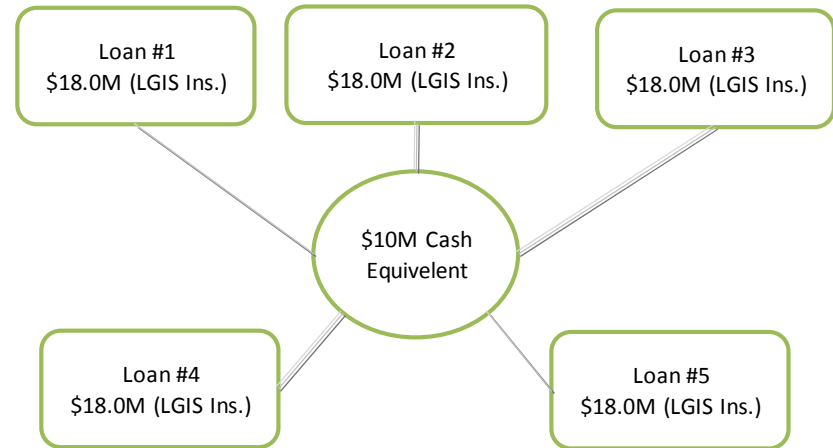 Loan #1
$18.0M (LGIS Ins.)
Loan #2
$18.0M (LGIS Ins.)
Loan #3
$18.0M (LGIS Ins.)
$10M Cash
Equivelent
Loan #4
$18.0M (LGIS Ins.)
Loan #5
$18.0M (LGIS Ins.)